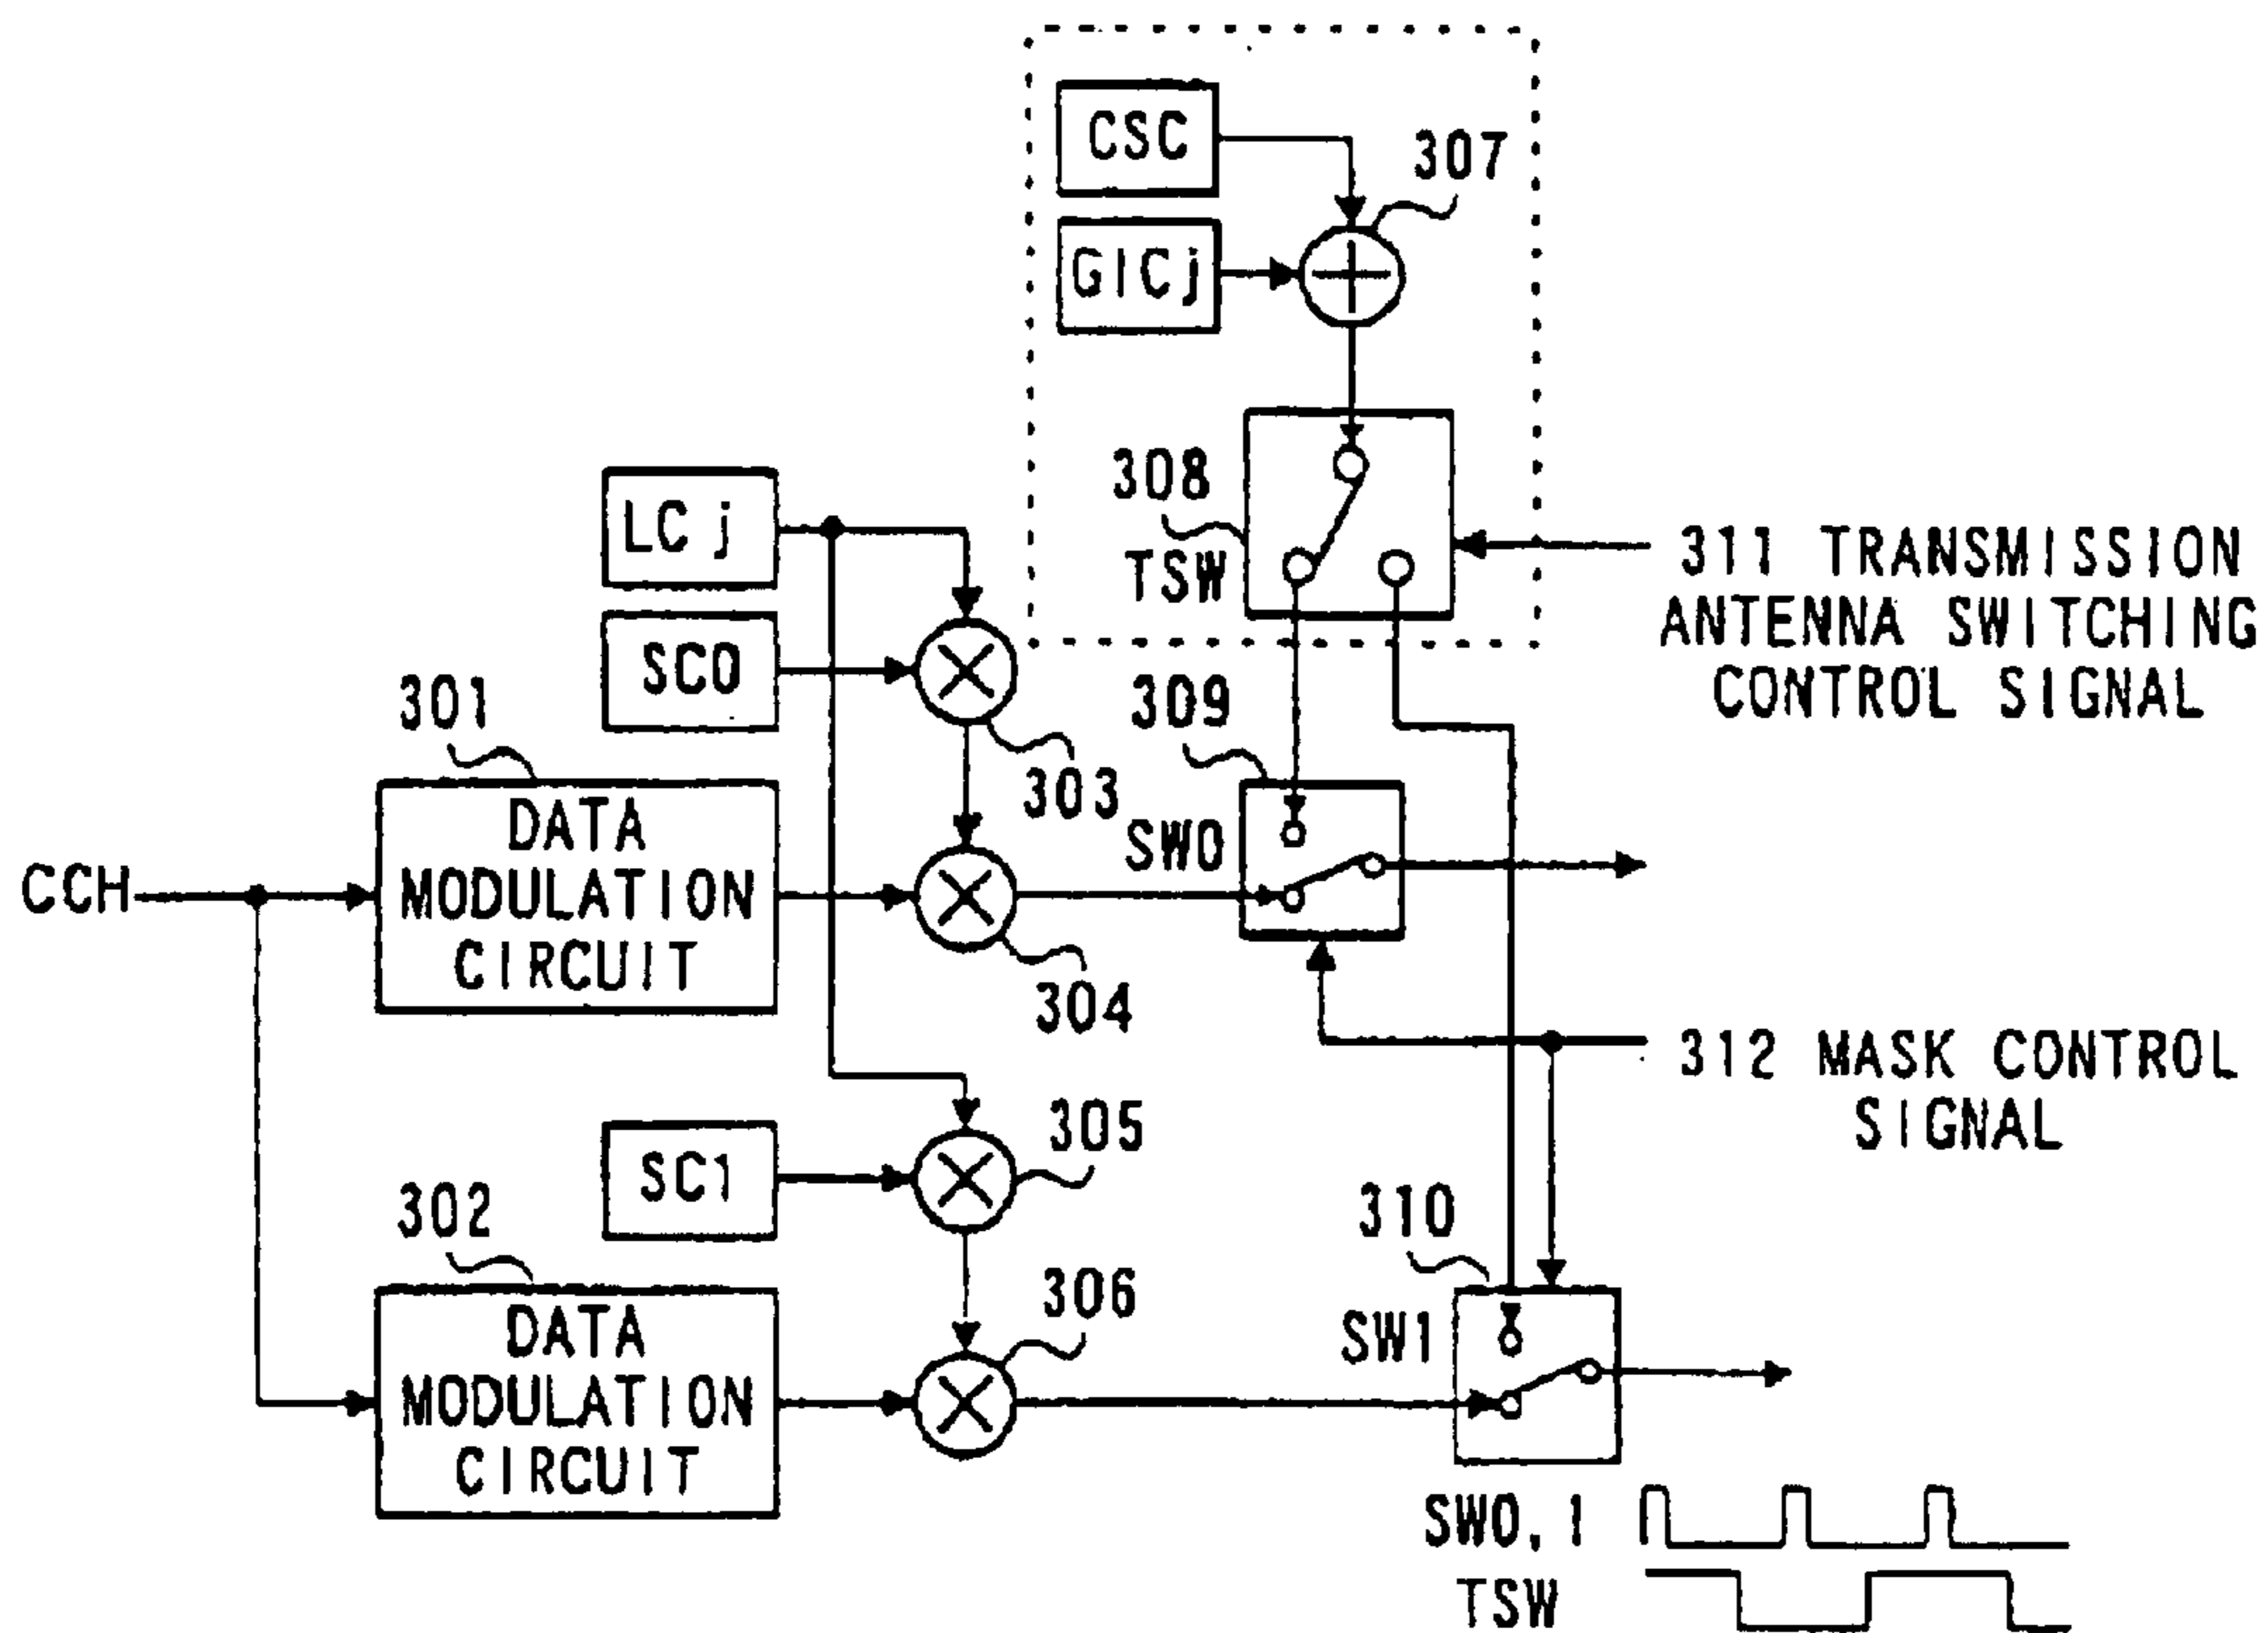 CSC
307
GICj
308
TSW
LCj
SC0
311 TRANSMISSION
ANTENNA SWITCHING
CONTROL SIGNAL
301
309
303
DATA
MODULATION
CIRCUIT
SW0
CCH
304
312 MASK CONTROL
SIGNAL
SC1
305
302
310
306
DATA
MODULATION
CIRCUIT
SW1
SW0, 1
TSW